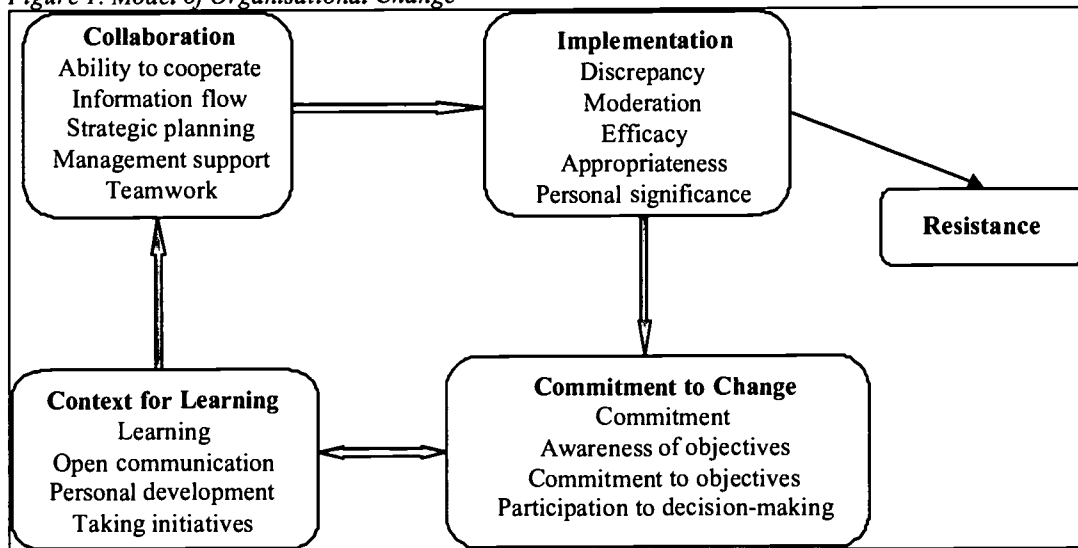 Figure 1: Model of Organisational Change
Collaboration
Ability to cooperate
Information flow
Strategic planning
Management support
Teamwork
Implementation
Discrepancy
Moderation
Efficacy
Appropriateness
Personal significance
Resistance
Context for Learning
Learning
Open communication
Personal development
Taking initiatives
Commitment to Change
Commitment
Awareness of objectives
Commitment to objectives
Participation to decision-making